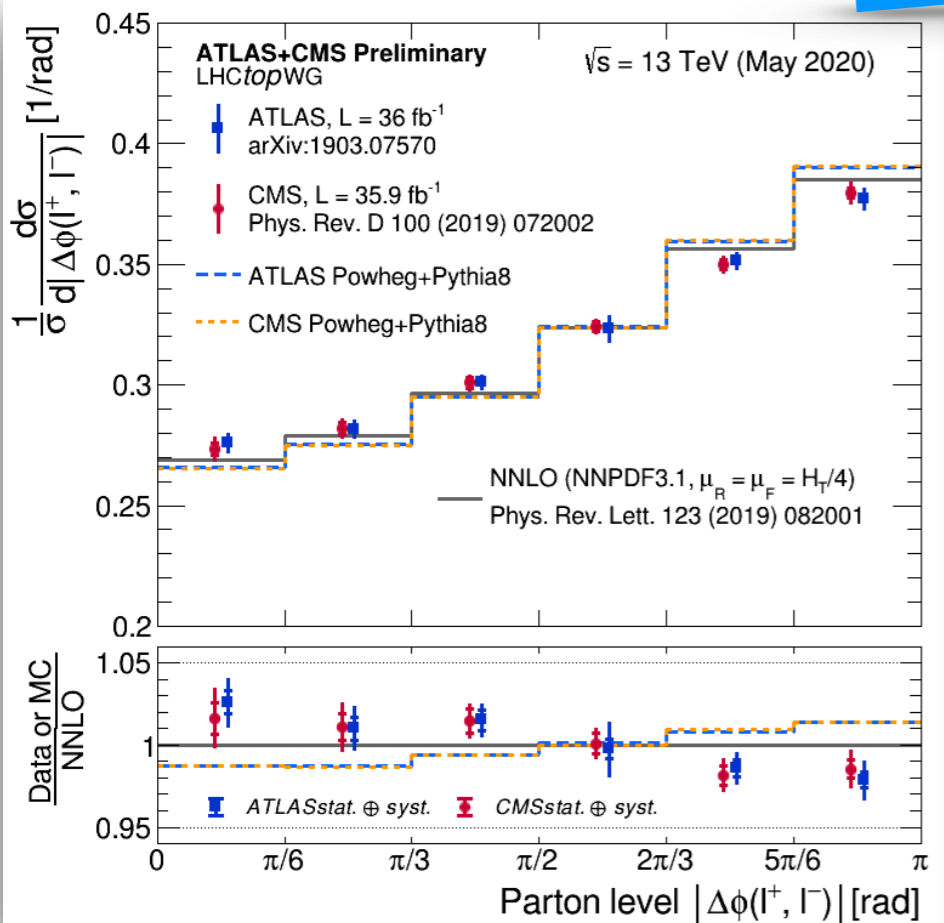 ATLAS+CMS Preliminary
LHCtopWG
√s = 13 TeV (May 2020)
ATLAS, L = 36 fb⁻¹
arXiv:1903.07570
CMS, L = 35.9 fb⁻¹
Phys. Rev. D 100 (2019) 072002
ATLAS Powheg+Pythia8
CMS Powheg+Pythia8
NNLO (NNPDF3.1, μ_R = μ_F = H_T/4)
Phys. Rev. Lett. 123 (2019) 082001
1/σ dσ/d|Δϕ(l⁺, l⁻)| [1/rad]
0.45
0.4
0.35
0.3
0.25
0.2
Data or MC
NNLO
1.05
1
0.95
ATLASstat. ⊕ syst.
CMSstat. ⊕ syst.
0 π/6 π/3 π/2 2π/3 5π/6 π
Parton level |Δϕ(l⁺, l⁻)| [rad]